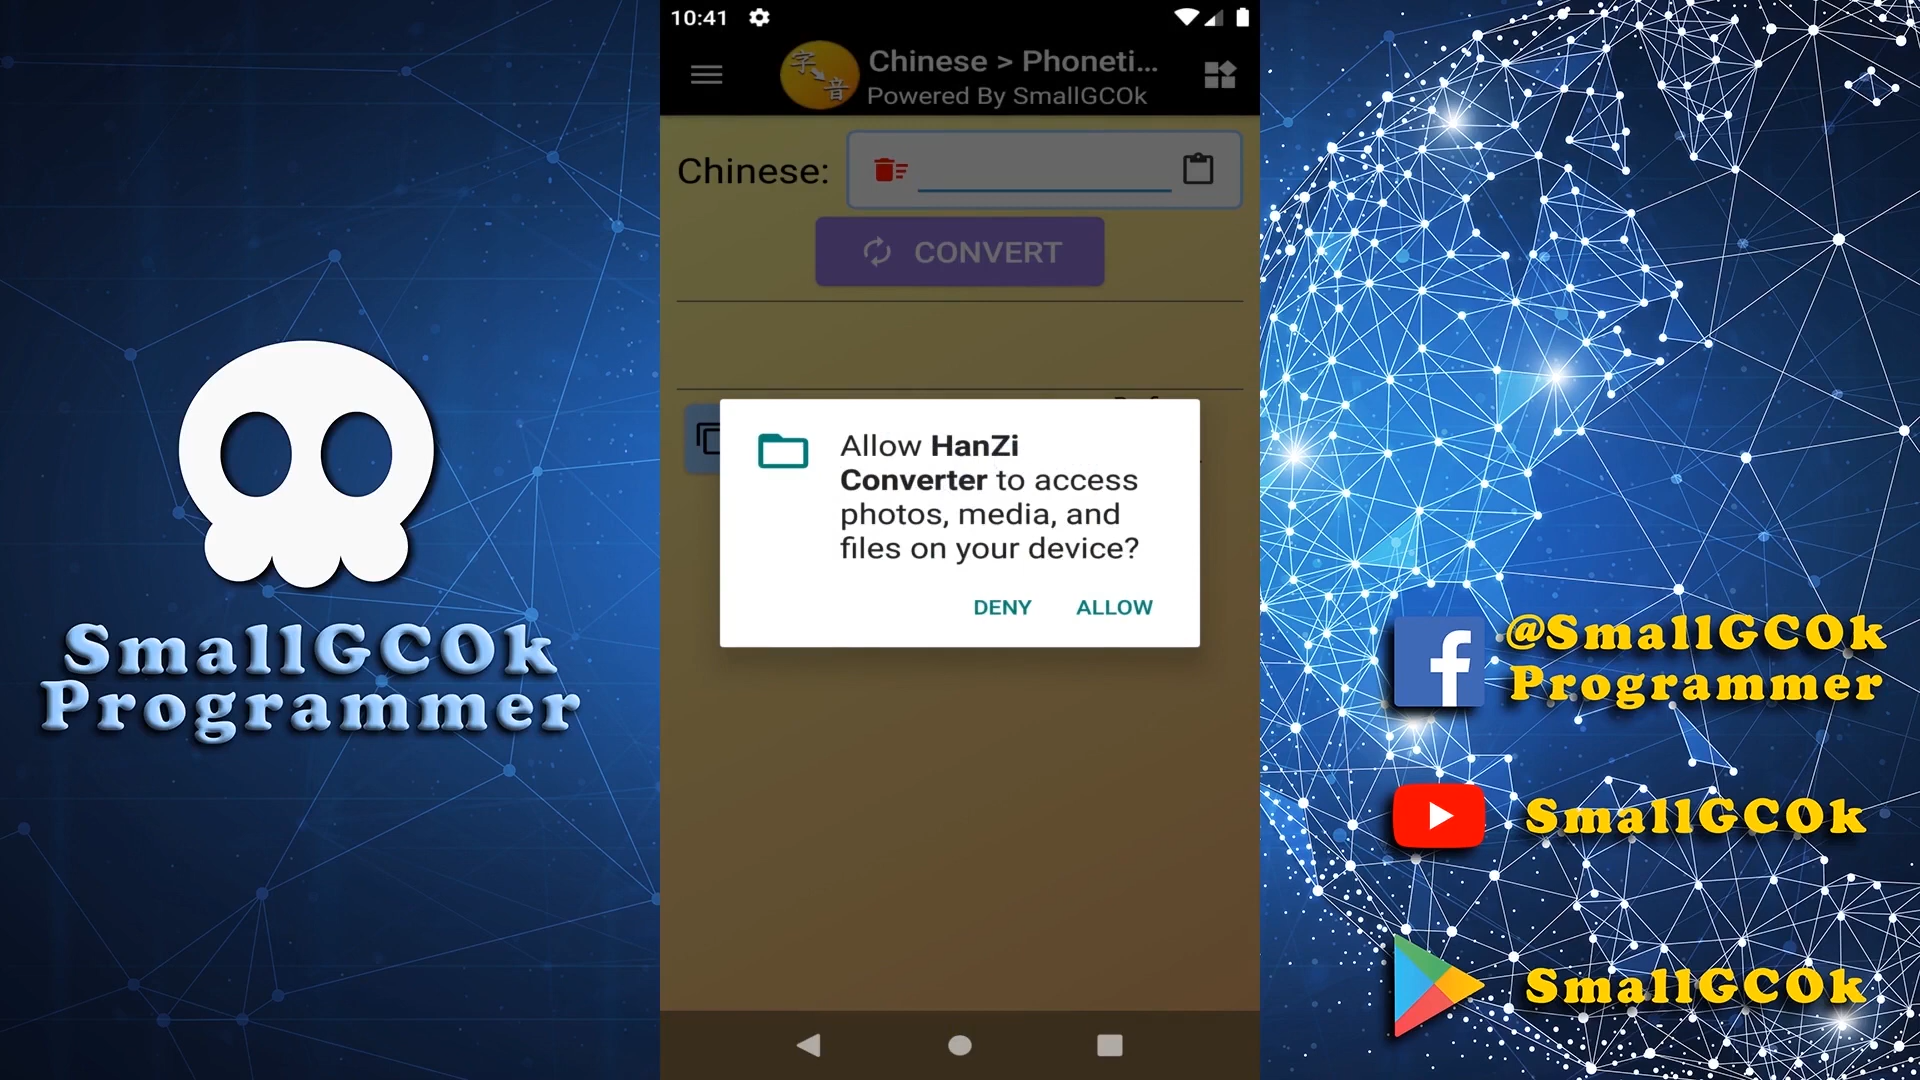 10:41
字
音
Chinese > Phoneti...
Powered By SmallGCOk
Chinese:
CONVERT
Allow HanZi
Converter to access
photos, media, and
files on your device?
DENY
ALLOW
SmallGCOk
Programmer
@SmallGCOk
Programmer
SmallGCOk
SmallGCOk